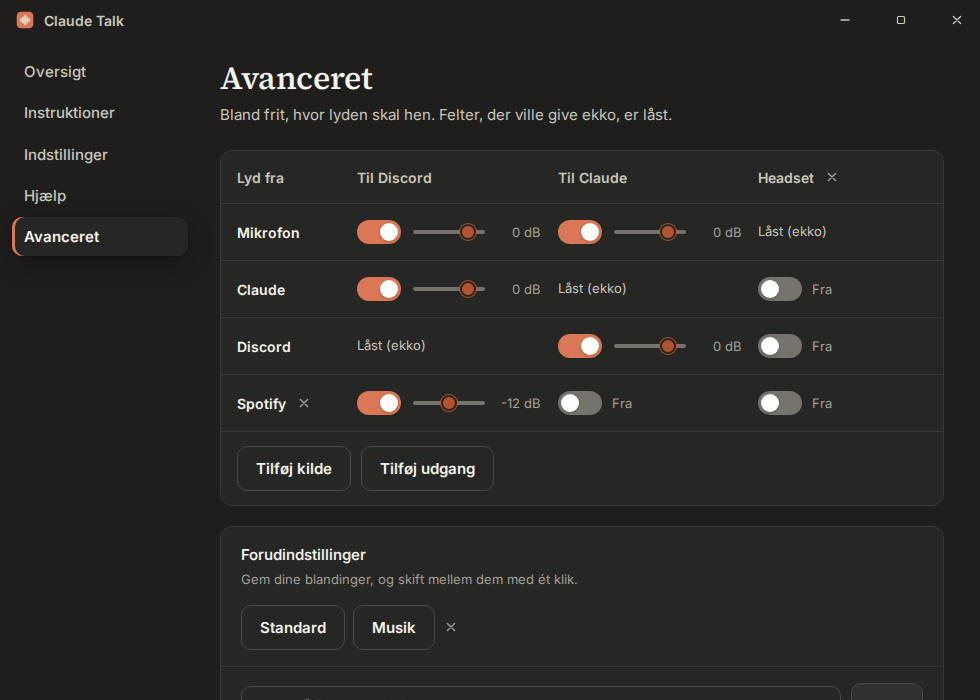 Claude Talk
Oversigt
Instruktioner
Indstillinger
Hjælp
Avanceret
Avanceret
Bland frit, hvor lyden skal hen. Felter, der ville give ekko, er låst.
Lyd fra Til Discord Til Claude Headset ×
Mikrofon 0 dB 0 dB Låst (ekko)
Claude 0 dB Låst (ekko) Fra
Discord Låst (ekko) 0 dB Fra
Spotify × -12 dB Fra Fra
Tilføj kilde Tilføj udgang
Forudindstillinger
Gem dine blandinger, og skift mellem dem med ét klik.
Standard Musik ×